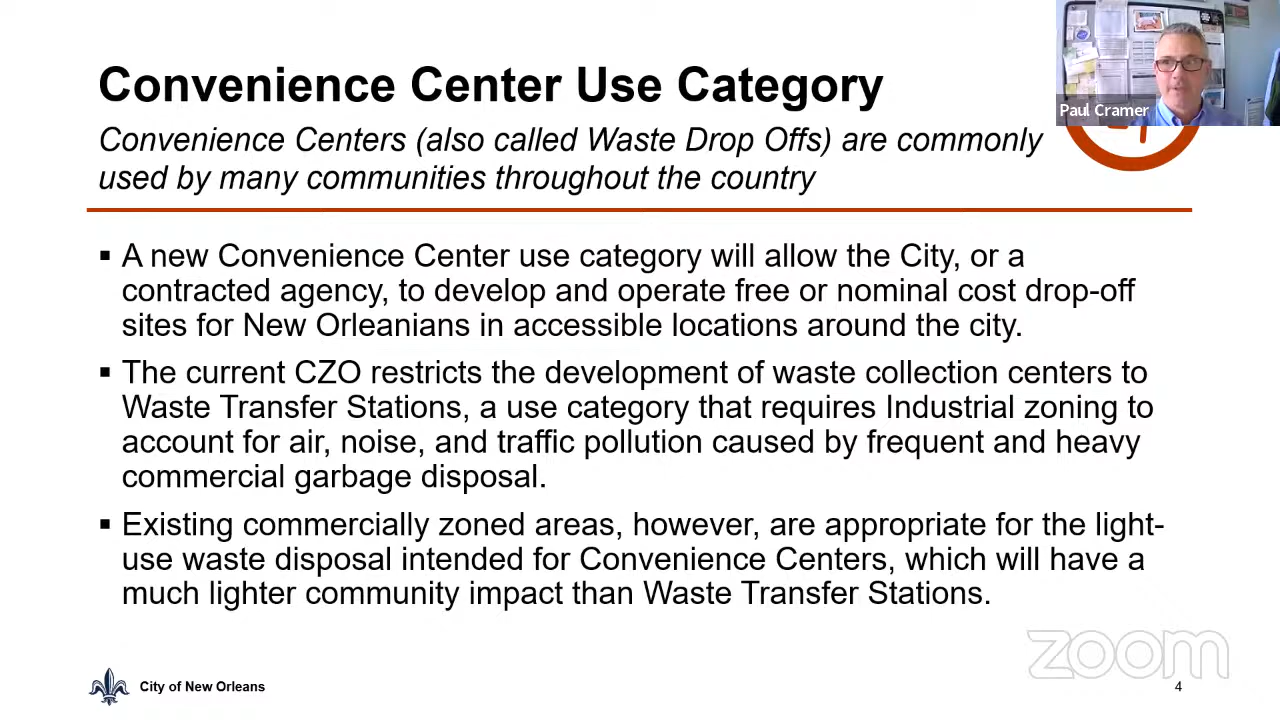 Convenience Center Use Category
Paul Cramer
Convenience Centers (also called Waste Drop Offs) are commonly
used by many communities throughout the country
▪ A new Convenience Center use category will allow the City, or a
contracted agency, to develop and operate free or nominal cost drop-off
sites for New Orleanians in accessible locations around the city.
▪ The current CZO restricts the development of waste collection centers to
Waste Transfer Stations, a use category that requires Industrial zoning to
account for air, noise, and traffic pollution caused by frequent and heavy
commercial garbage disposal.
▪ Existing commercially zoned areas, however, are appropriate for the light-
use waste disposal intended for Convenience Centers, which will have a
much lighter community impact than Waste Transfer Stations.
zoom
City of New Orleans
4